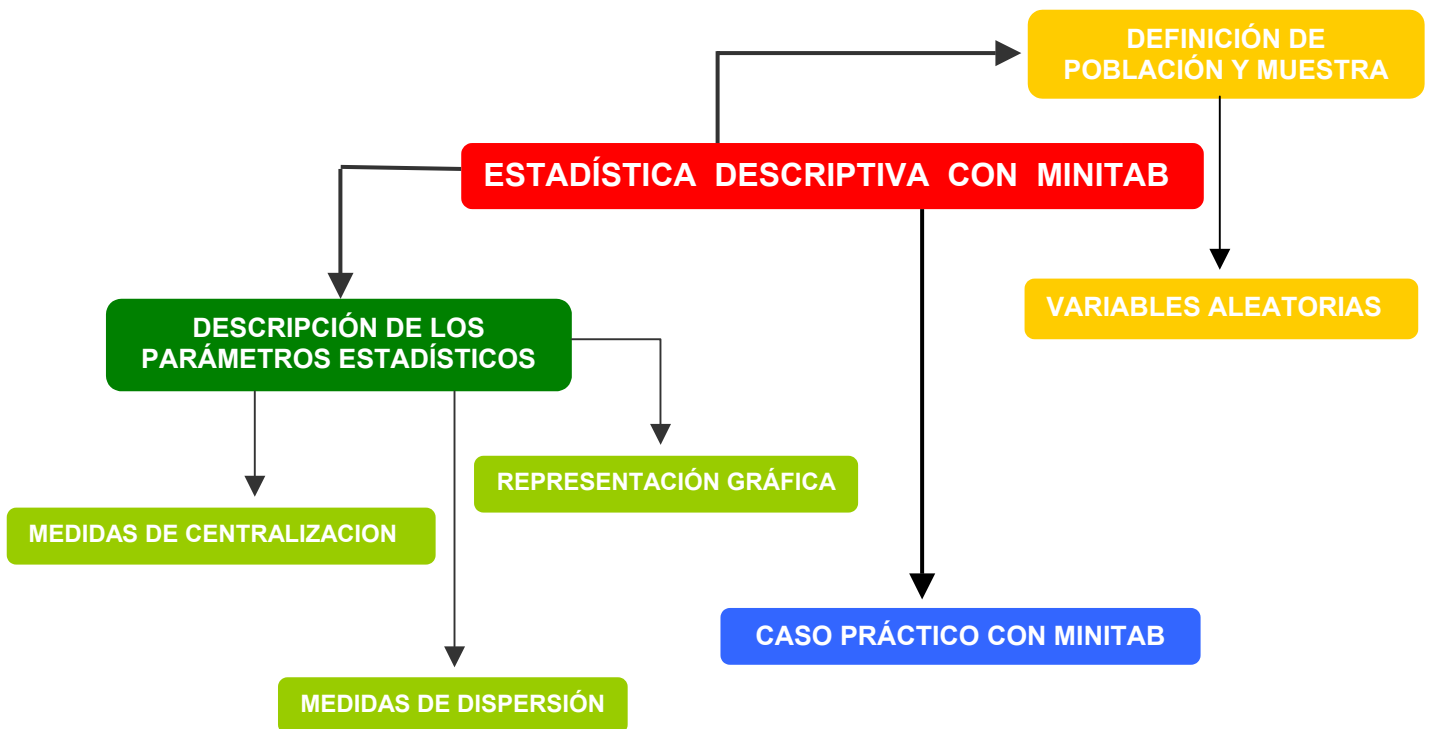 DEFINICIÓN DE
POBLACIÓN Y MUESTRA
ESTADÍSTICA DESCRIPTIVA CON MINITAB
VARIABLES ALEATORIAS
DESCRIPCIÓN DE LOS
PARÁMETROS ESTADÍSTICOS
REPRESENTACIÓN GRÁFICA
MEDIDAS DE CENTRALIZACION
CASO PRÁCTICO CON MINITAB
MEDIDAS DE DISPERSIÓN